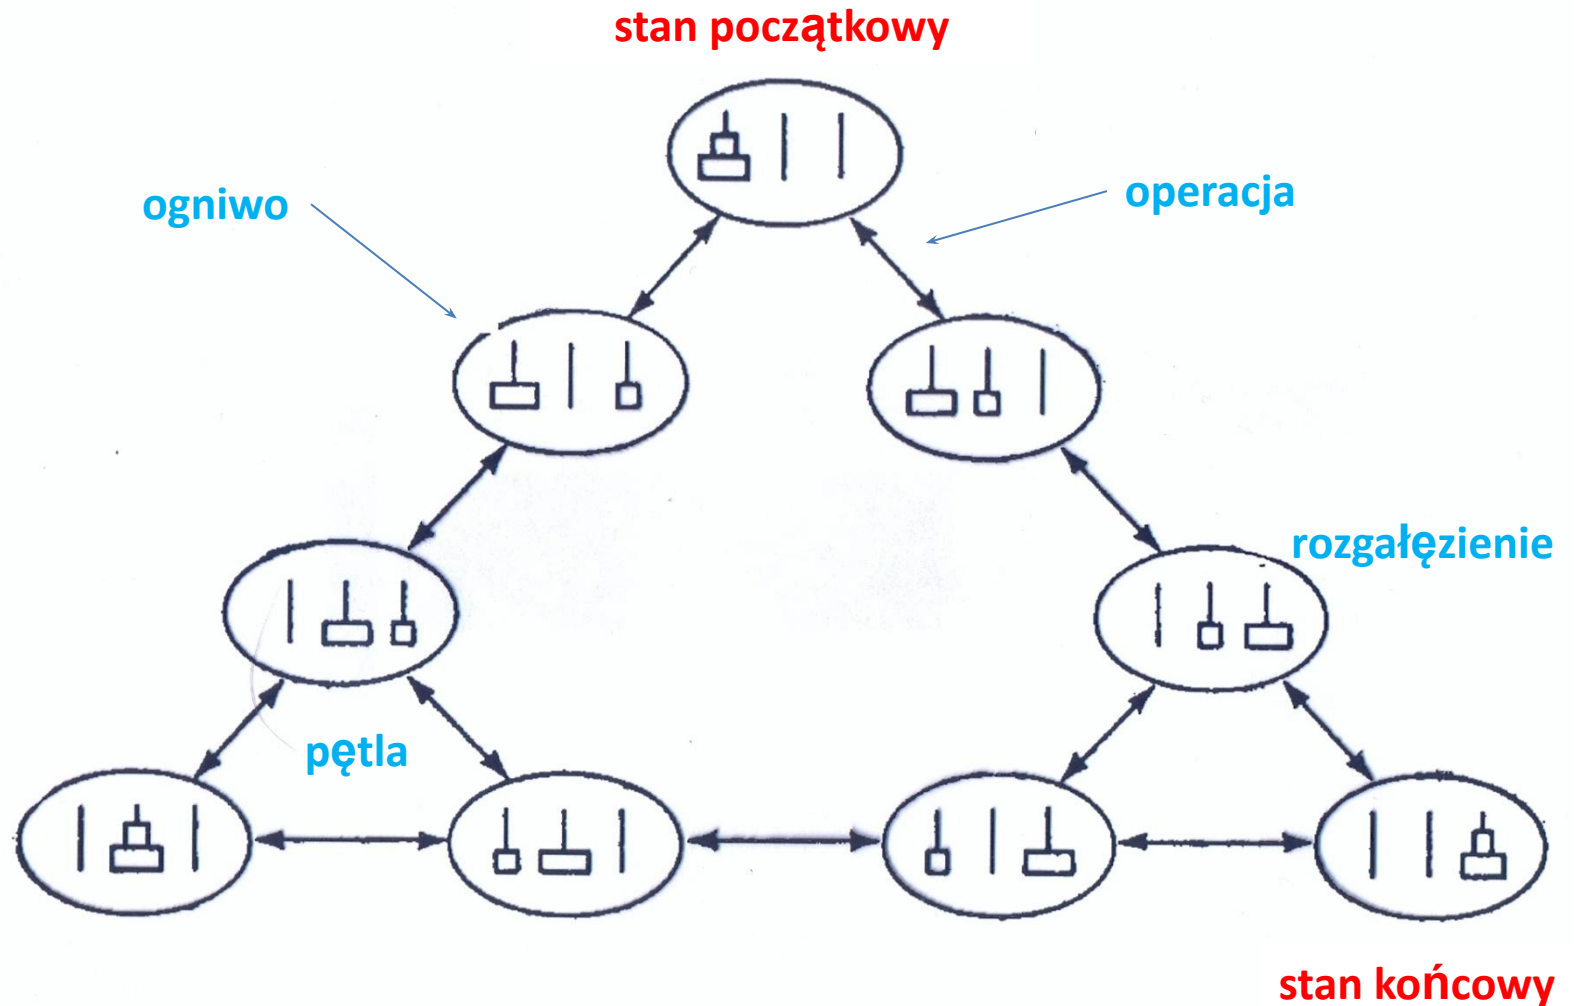 stan początkowy
ogniwo
operacja
rozgałęzienie
pętla
stan końcowy